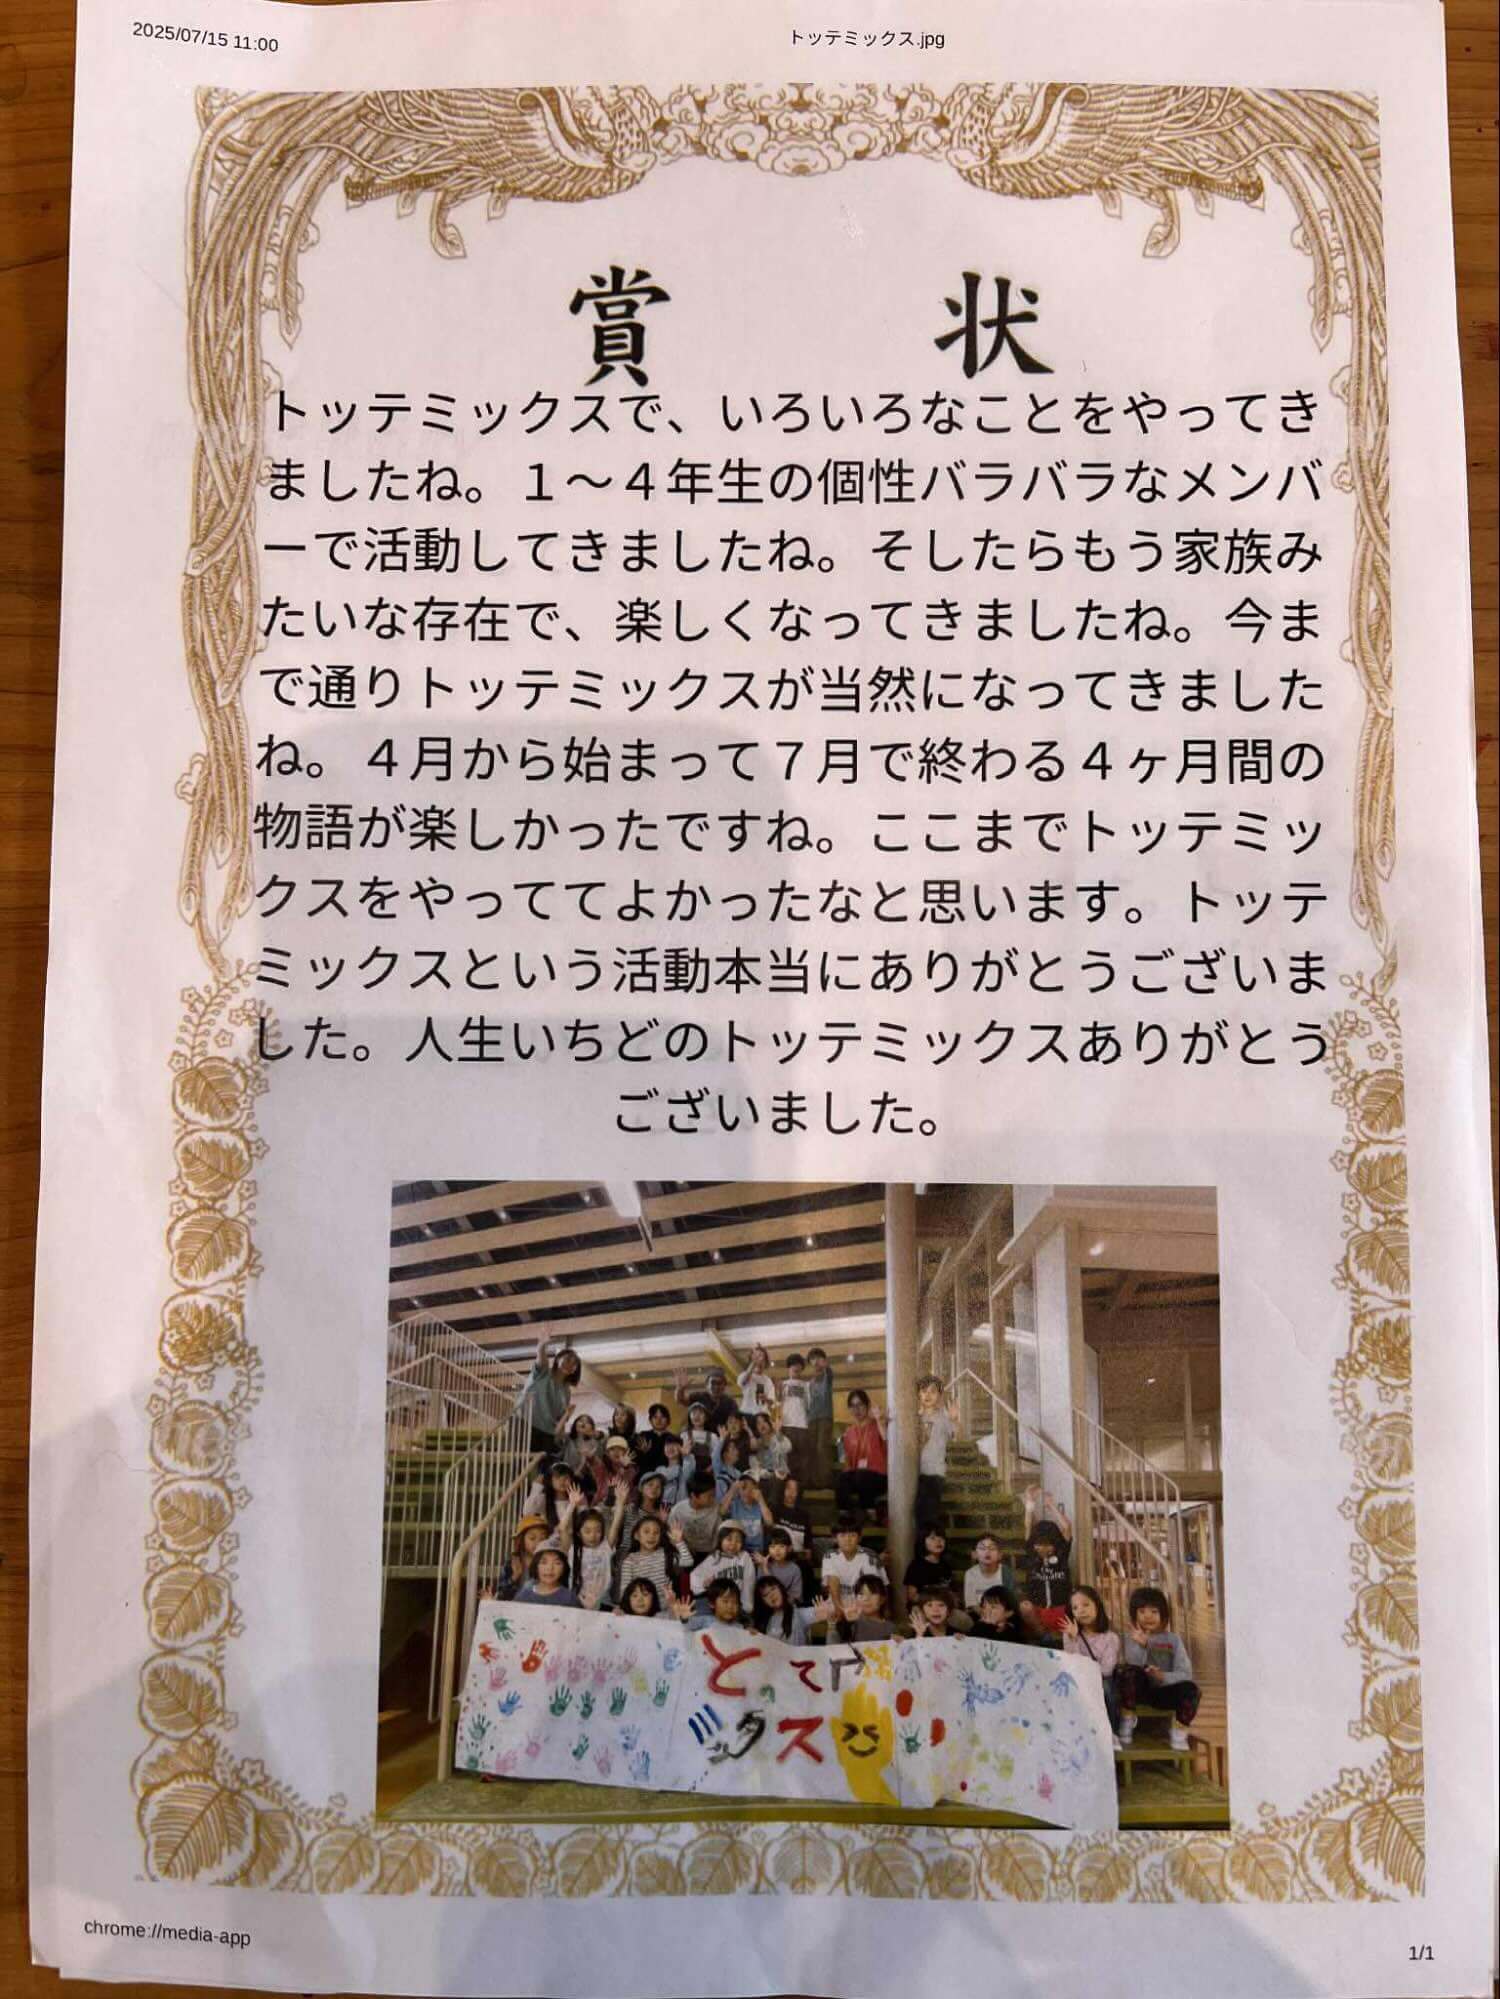 2025/07/15 11:00
トッテミックス.jpg
賞 状
トッテミックスで、いろいろなことをやってき
ましたね。１～４年生の個性バラバラなメンバ
ーで活動してきましたね。そしたらもう家族み
たいな存在で、楽しくなってきましたね。今ま
で通りトッテミックスが当然になってきました
ね。４月から始まって７月で終わる４ヶ月間の
物語が楽しかったですね。ここまでトッテミッ
クスをやっててよかったなと思います。トッテ
ミックスという活動本当にありがとうございま
した。人生いちどのトッテミックスありがとう
ございました。
とって
ミックス
chrome://media-app
1/1